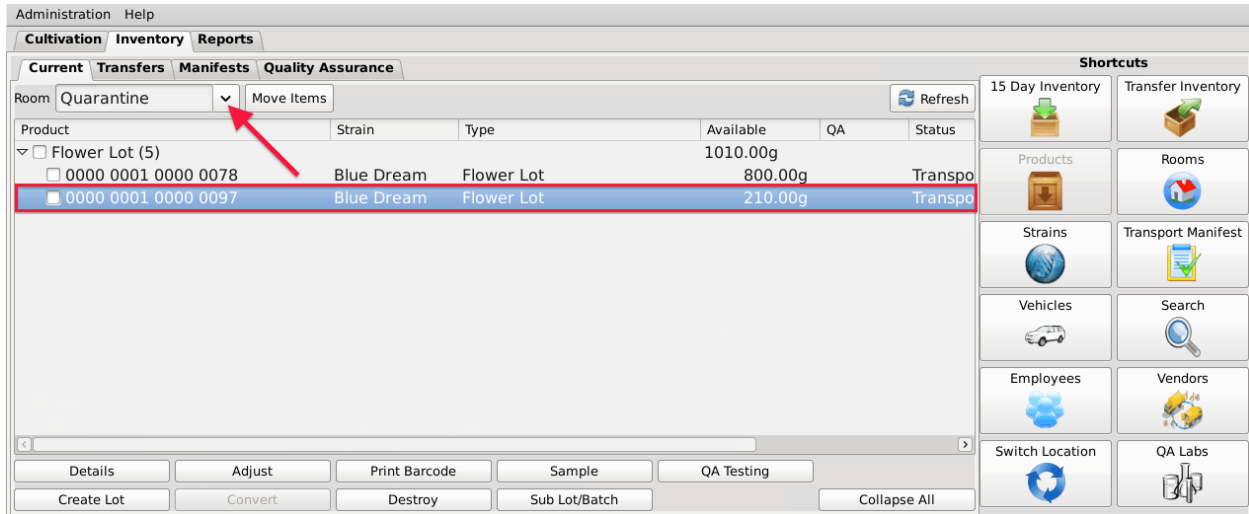 Administration Help
Cultivation Inventory Reports
Current Transfers Manifests Quality Assurance
Room Quarantine Move Items Refresh
Product Strain Type Available QA Status
Flower Lot (5) 1010.00g
0000 0001 0000 0078 Blue Dream Flower Lot 800.00g Transpo
0000 0001 0000 0097 Blue Dream Flower Lot 210.00g Transpo
Details Adjust Print Barcode Sample QA Testing
Create Lot Convert Destroy Sub Lot/Batch Collapse All
Shortcuts
15 Day Inventory Transfer Inventory
Products Rooms
Strains Transport Manifest
Vehicles Search
Employees Vendors
Switch Location QA Labs